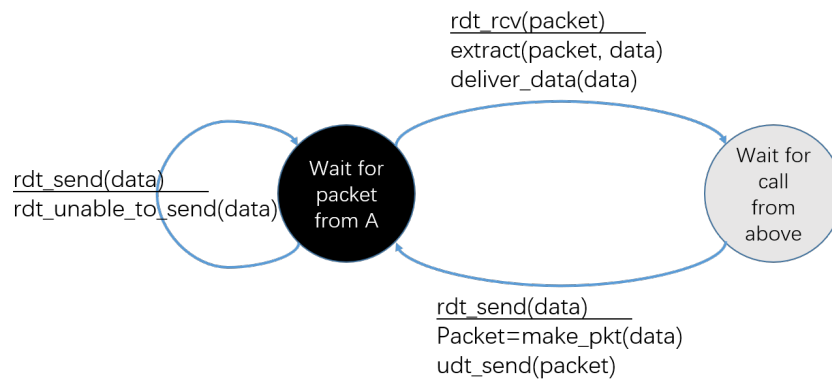 rdt_rcv(packet)
extract(packet, data)
deliver_data(data)
rdt_send(data)
rdt_unable_to_send(data)
Wait for
packet
from A
Wait for
call
from
above
rdt_send(data)
Packet=make_pkt(data)
udt_send(packet)